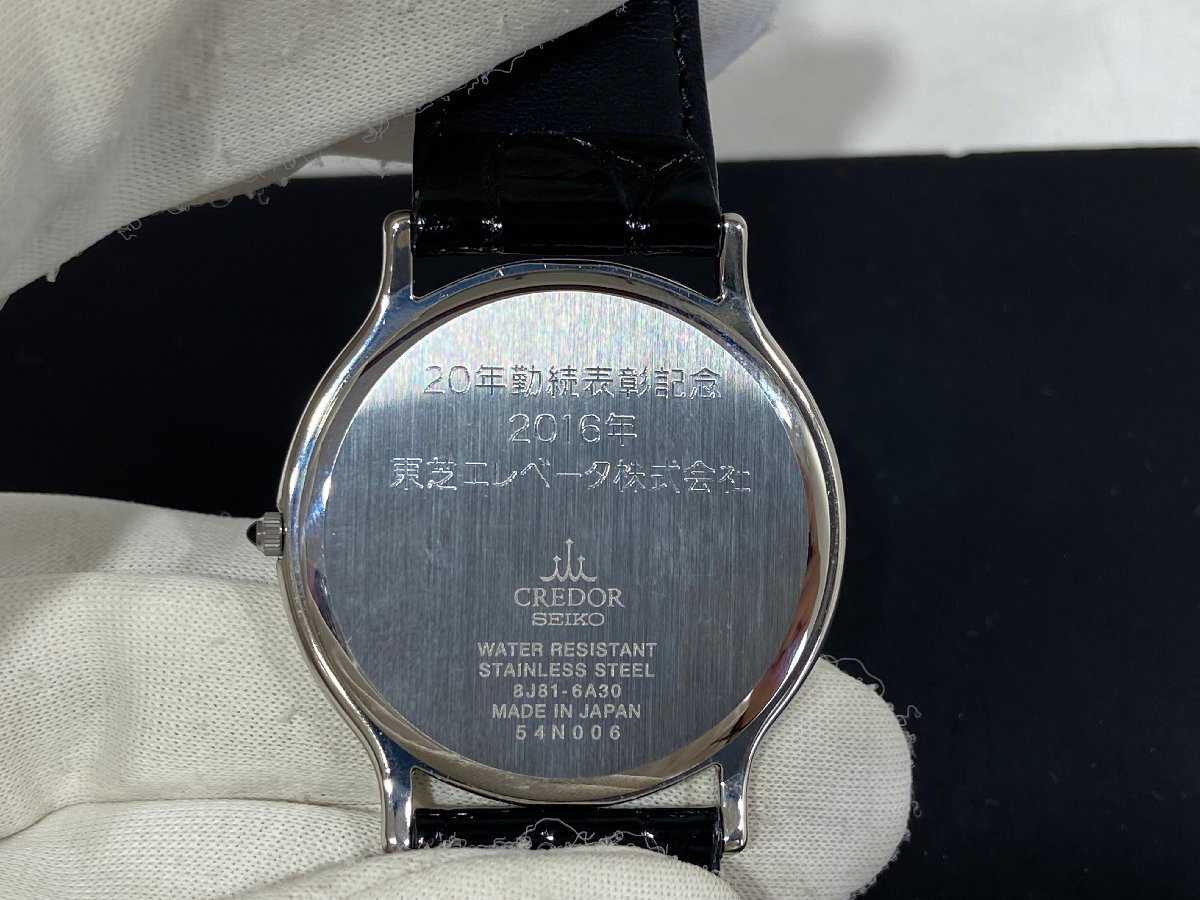 20年勤続表彰記念
2016年
東芝エレベータ株式会社
CREDOR
SEIKO
WATER RESISTANT
STAINLESS STEEL
8J81-6A30
MADE IN JAPAN
54N006